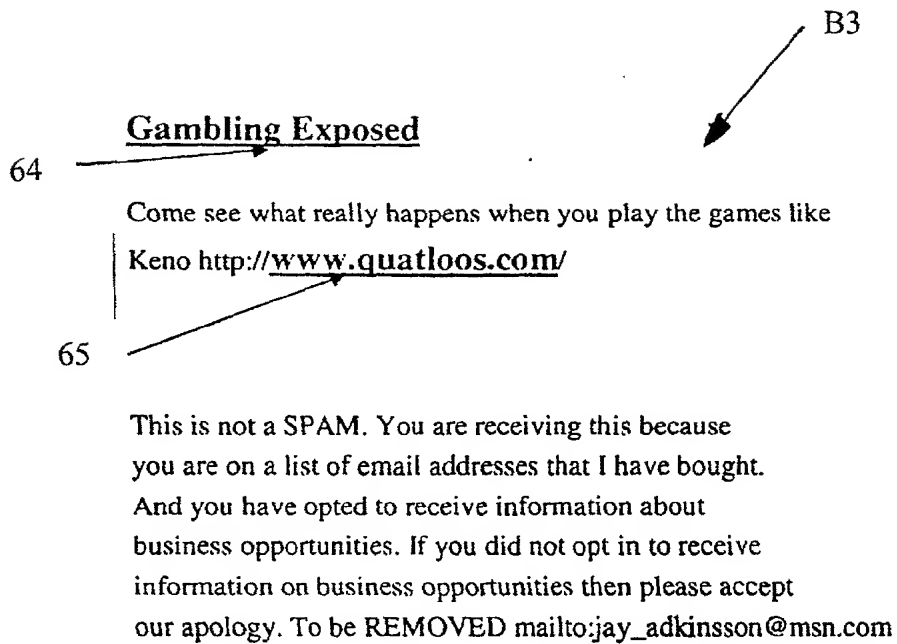 B3
Gambling Exposed
64
Come see what really happens when you play the games like
Keno http://www.quatloos.com/
65
This is not a SPAM. You are receiving this because
you are on a list of email addresses that I have bought.
And you have opted to receive information about
business opportunities. If you did not opt in to receive
information on business opportunities then please accept
our apology. To be REMOVED mailto:jay_adkinsson@msn.com